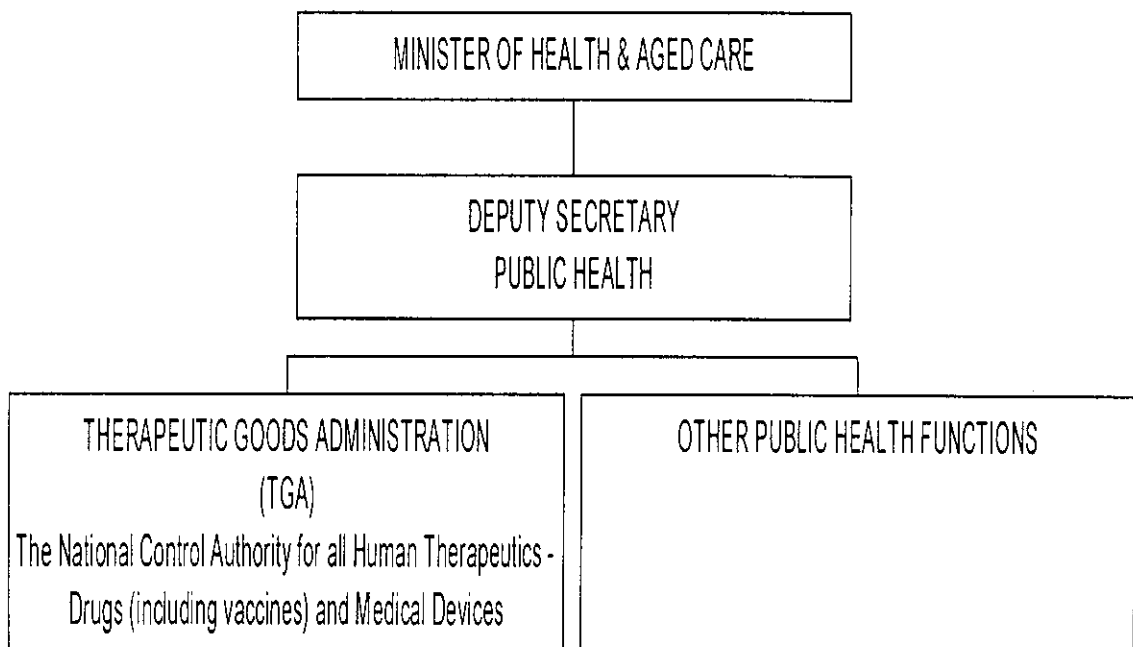 MINISTER OF HEALTH & AGED CARE
DEPUTY SECRETARY
PUBLIC HEALTH
THERAPEUTIC GOODS ADMINISTRATION
(TGA)
The National Control Authority for all Human Therapeutics -
Drugs (including vaccines) and Medical Devices
OTHER PUBLIC HEALTH FUNCTIONS